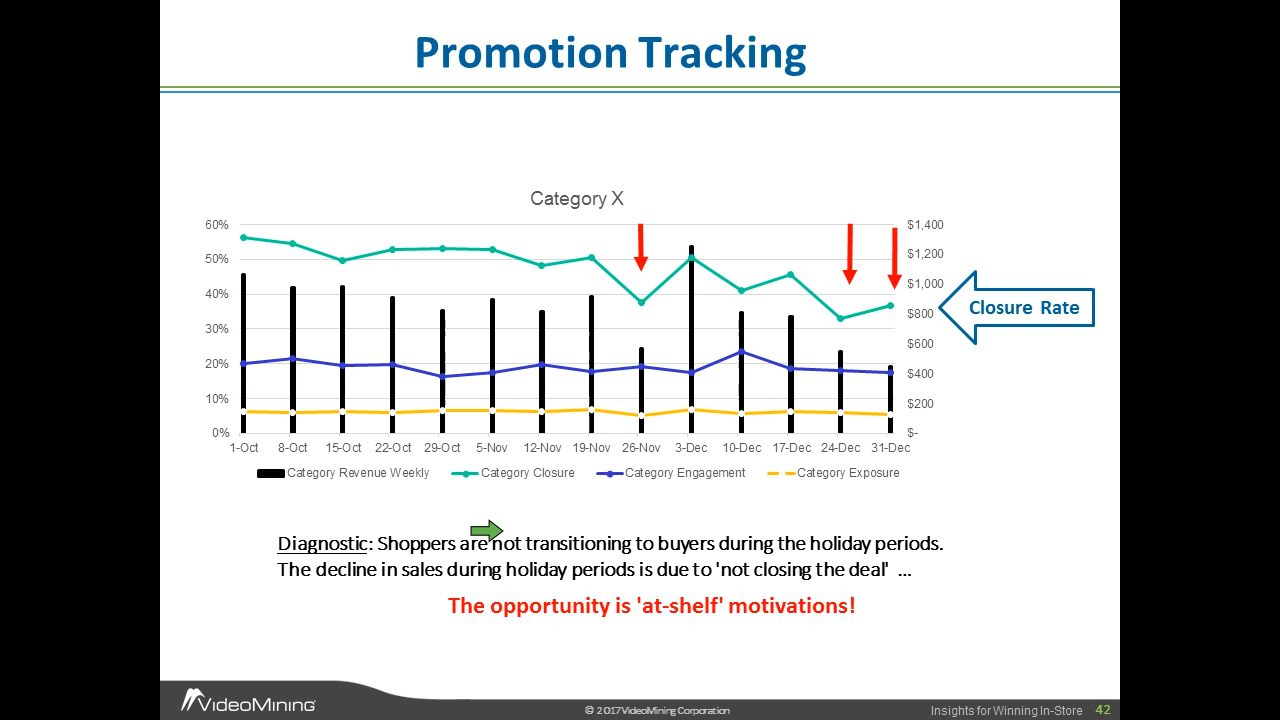 Promotion Tracking
Category X
60%
50%
40%
30%
20%
10%
0%
$1,400
$1,200
$1,000
$800
$600
$400
$200
$-
Closure Rate
1-Oct 8-Oct 15-Oct 22-Oct 29-Oct 5-Nov 12-Nov 19-Nov 26-Nov 3-Dec 10-Dec 17-Dec 24-Dec 31-Dec
Category Revenue Weekly Category Closure Category Engagement Category Exposure
Diagnostic: Shoppers are not transitioning to buyers during the holiday periods.
The decline in sales during holiday periods is due to 'not closing the deal' ...
The opportunity is 'at-shelf' motivations!
VideoMining
© 2017 VideoMining Corporation
Insights for Winning In-Store 42